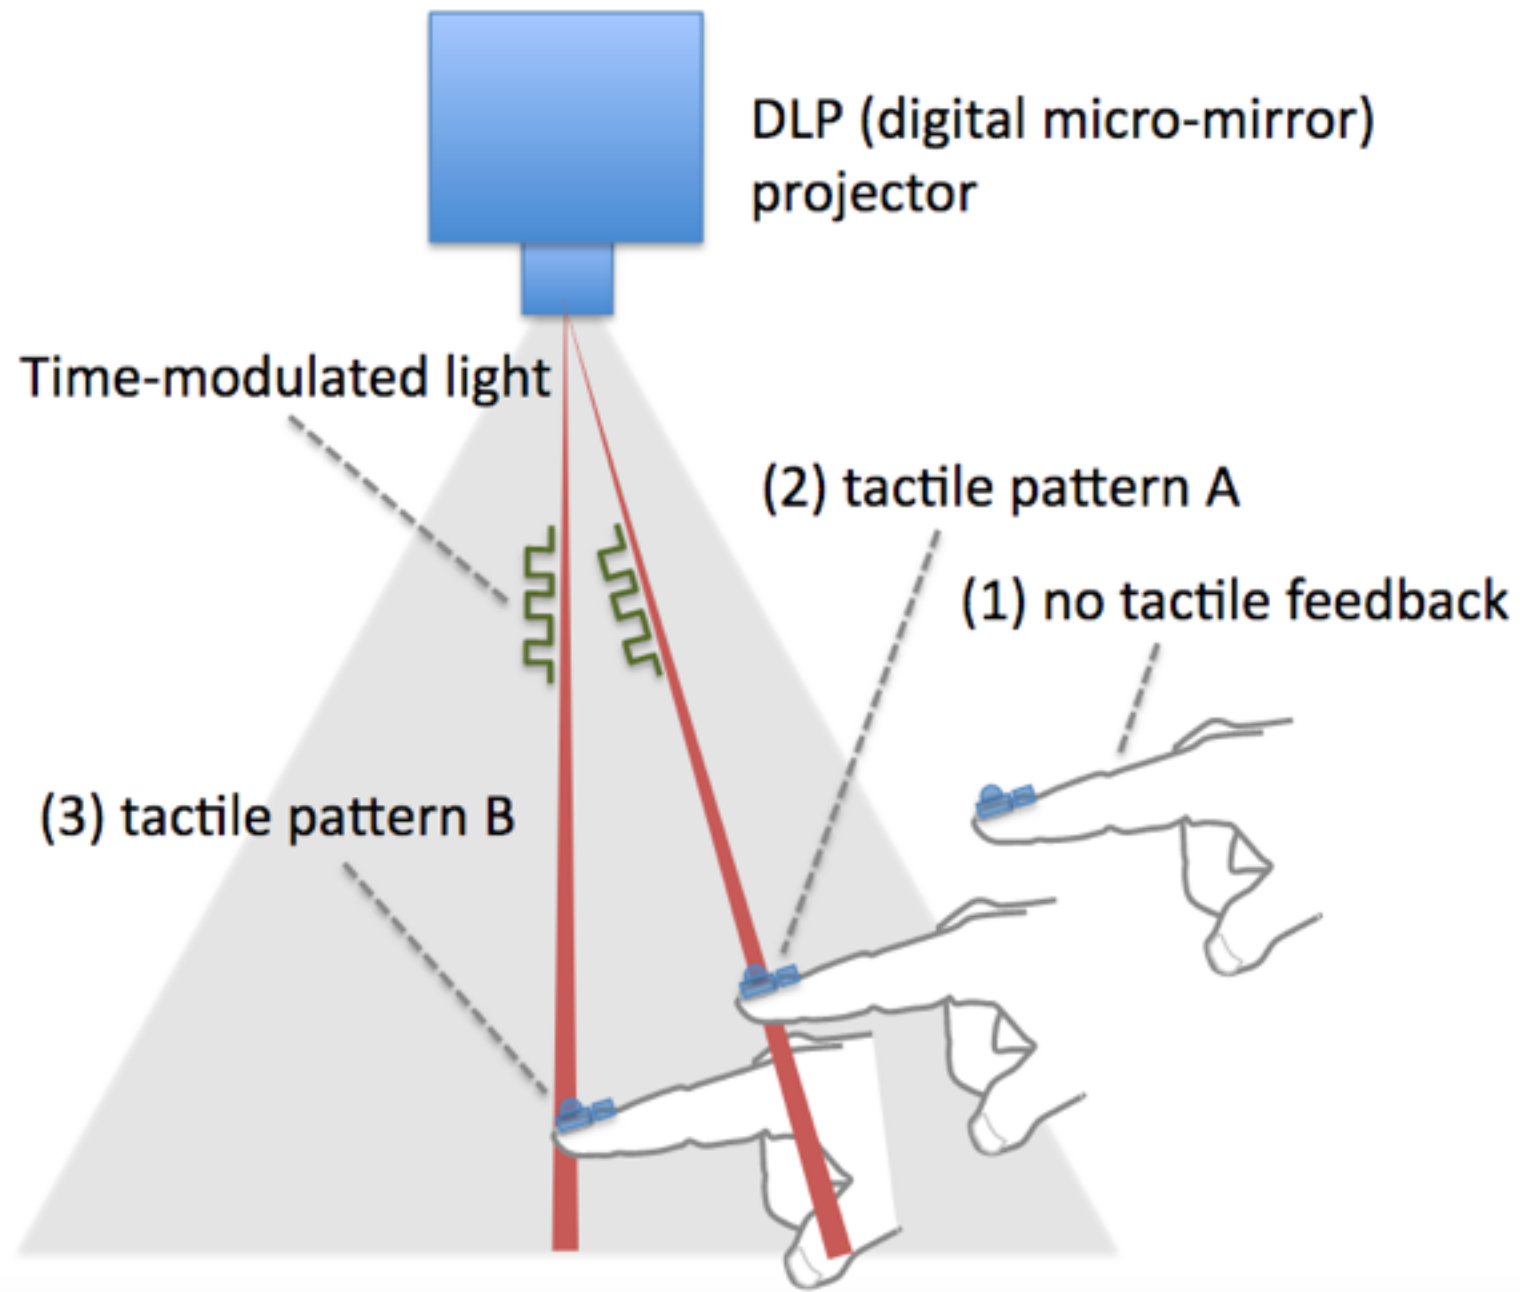 DLP (digital micro-mirror)
projector
Time-modulated light
(2) tactile pattern A
(1) no tactile feedback
(3) tactile pattern B